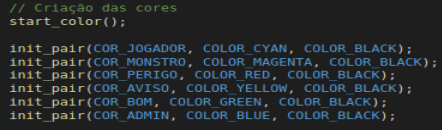 // Criação das cores
start_color();
init_pair(COR_JOGADOR, COLOR_CYAN, COLOR_BLACK);
init_pair(COR_MONSTRO, COLOR_MAGENTA, COLOR_BLACK);
init_pair(COR_PERIGO, COLOR_RED, COLOR_BLACK);
init_pair(COR_AVISO, COLOR_YELLOW, COLOR_BLACK);
init_pair(COR_BOM, COLOR_GREEN, COLOR_BLACK);
init_pair(COR_ADMIN, COLOR_BLUE, COLOR_BLACK);